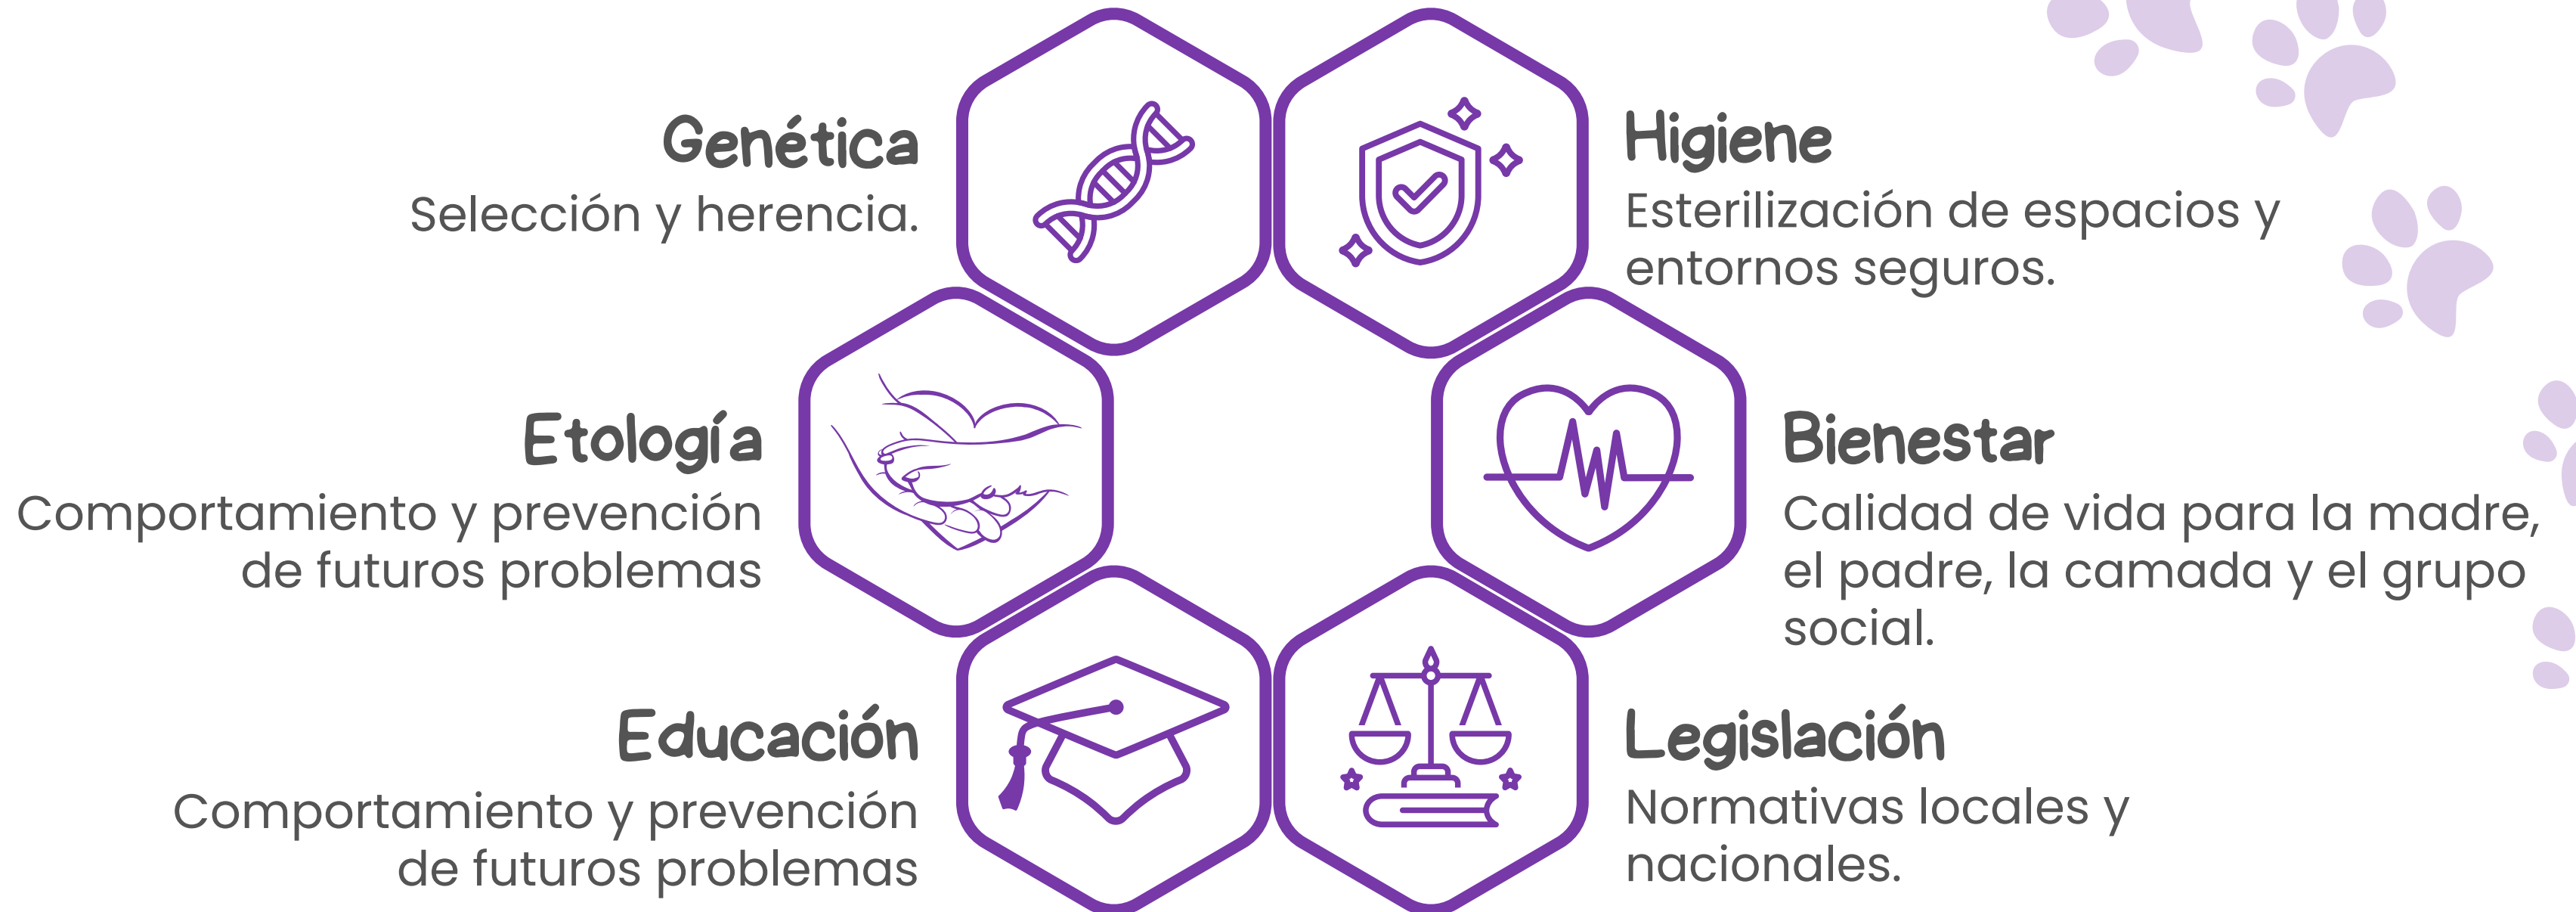 Genética
Selección y herencia.
Higiene
Esterilización de espacios y
entornos seguros.
Etología
Comportamiento y prevención
de futuros problemas
Bienestar
Calidad de vida para la madre,
el padre, la camada y el grupo
social.
Educación
Comportamiento y prevención
de futuros problemas
Legislación
Normativas locales y
nacionales.